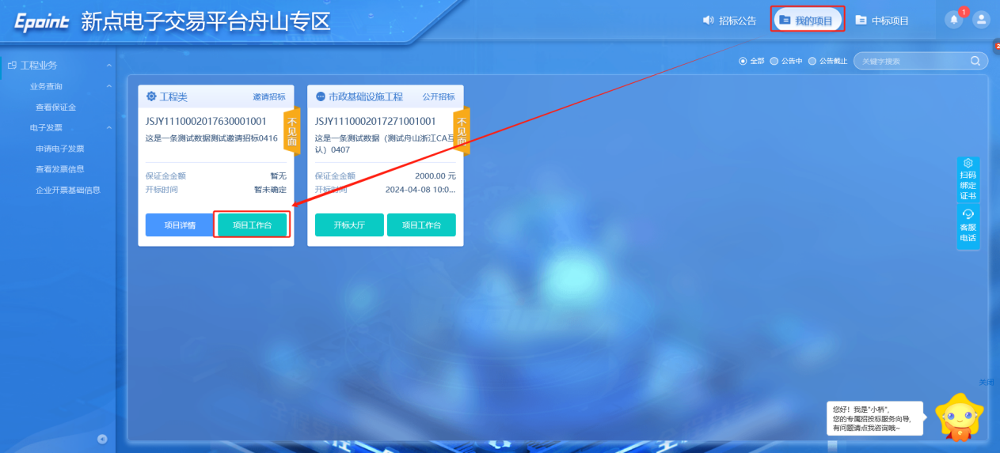 Epoint 新点电子交易平台舟山专区
招标公告
我的项目
中标项目
1
工程业务
业务查询
查看保证金
电子发票
申请电子发票
查看发票信息
企业开票基础信息
全部
公告中
公告截止
关键字搜索
工程类
邀请招标
JSJY1110002017630001001
这是一条测试数据测试邀请招标0416
不见面
保证金金额
暂无
开标时间
暂未确定
项目详情
项目工作台
市政基础设施工程
公开招标
JSJY1110002017271001001
这是一条测试数据（测试舟山浙江CA互
认）0407
不见面
保证金金额
2000.00 元
开标时间
2024-04-08 10:0...
开标大厅
项目工作台
扫码
绑定
证书
客服
电话
关闭
您好！我是"小桥",
您的专属招投标服务向导,
有问题请点我咨询哦~